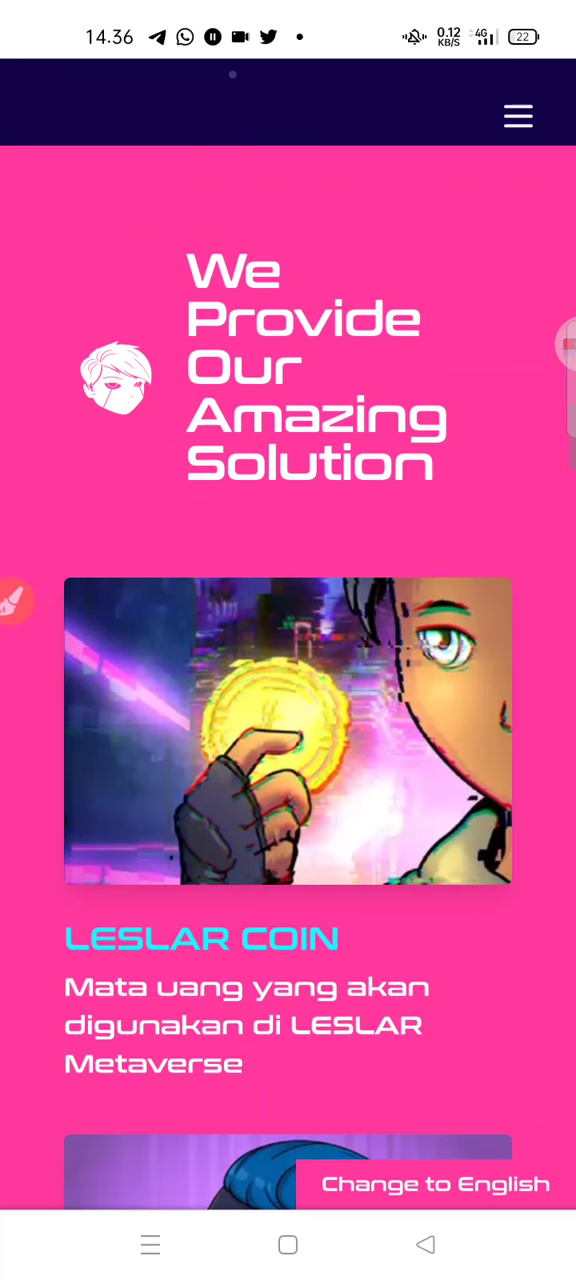 14.36
0.12
KB/S
4G
22
We
Provide
Our
Amazing
Solution
LESLAR COIN
Mata uang yang akan
digunakan di LESLAR
Metaverse
Change to English